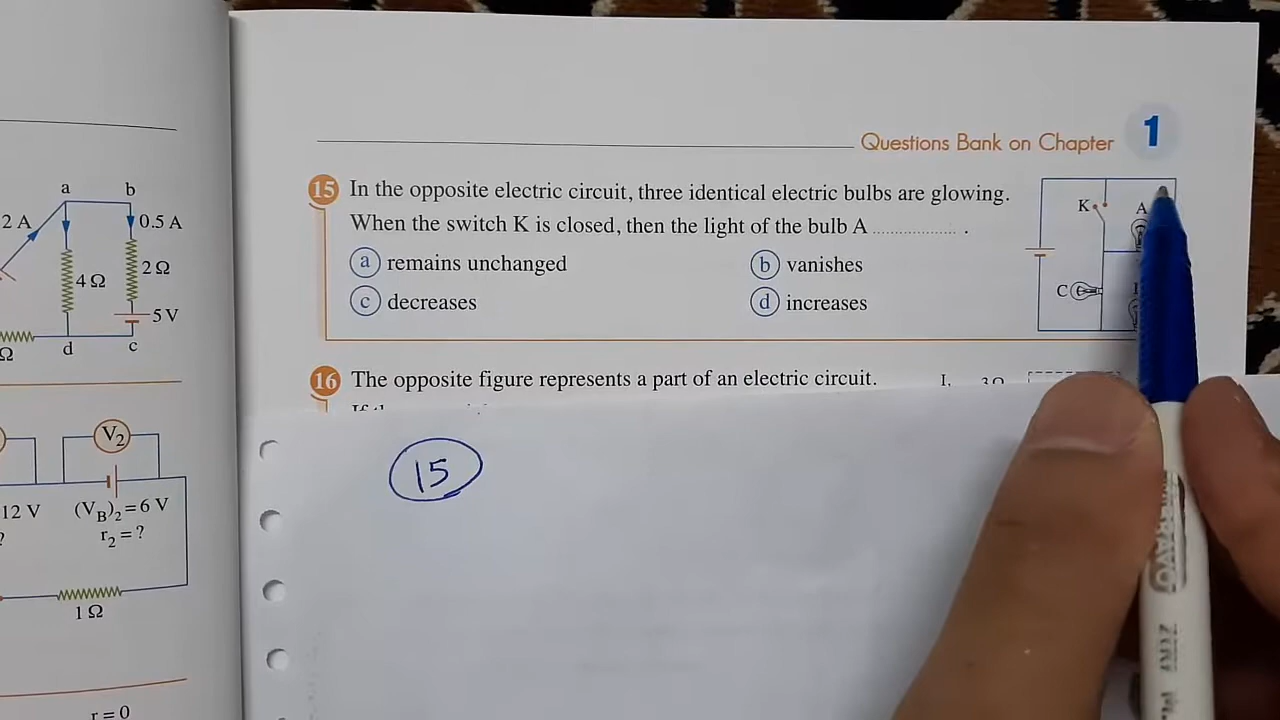 Questions Bank on Chapter 1
15 In the opposite electric circuit, three identical electric bulbs are glowing.
When the switch K is closed, then the light of the bulb A .................. .
a remains unchanged
b vanishes
c decreases
d increases
K
A
C
16 The opposite figure represents a part of an electric circuit.
I, 3Ω
15
a b
2 A
0.5 A
4 Ω
2 Ω
5 V
Ω
d c
V2
12 V
(VB)2 = 6 V
?
r2 = ?
1 Ω
r = 0
BRAVO